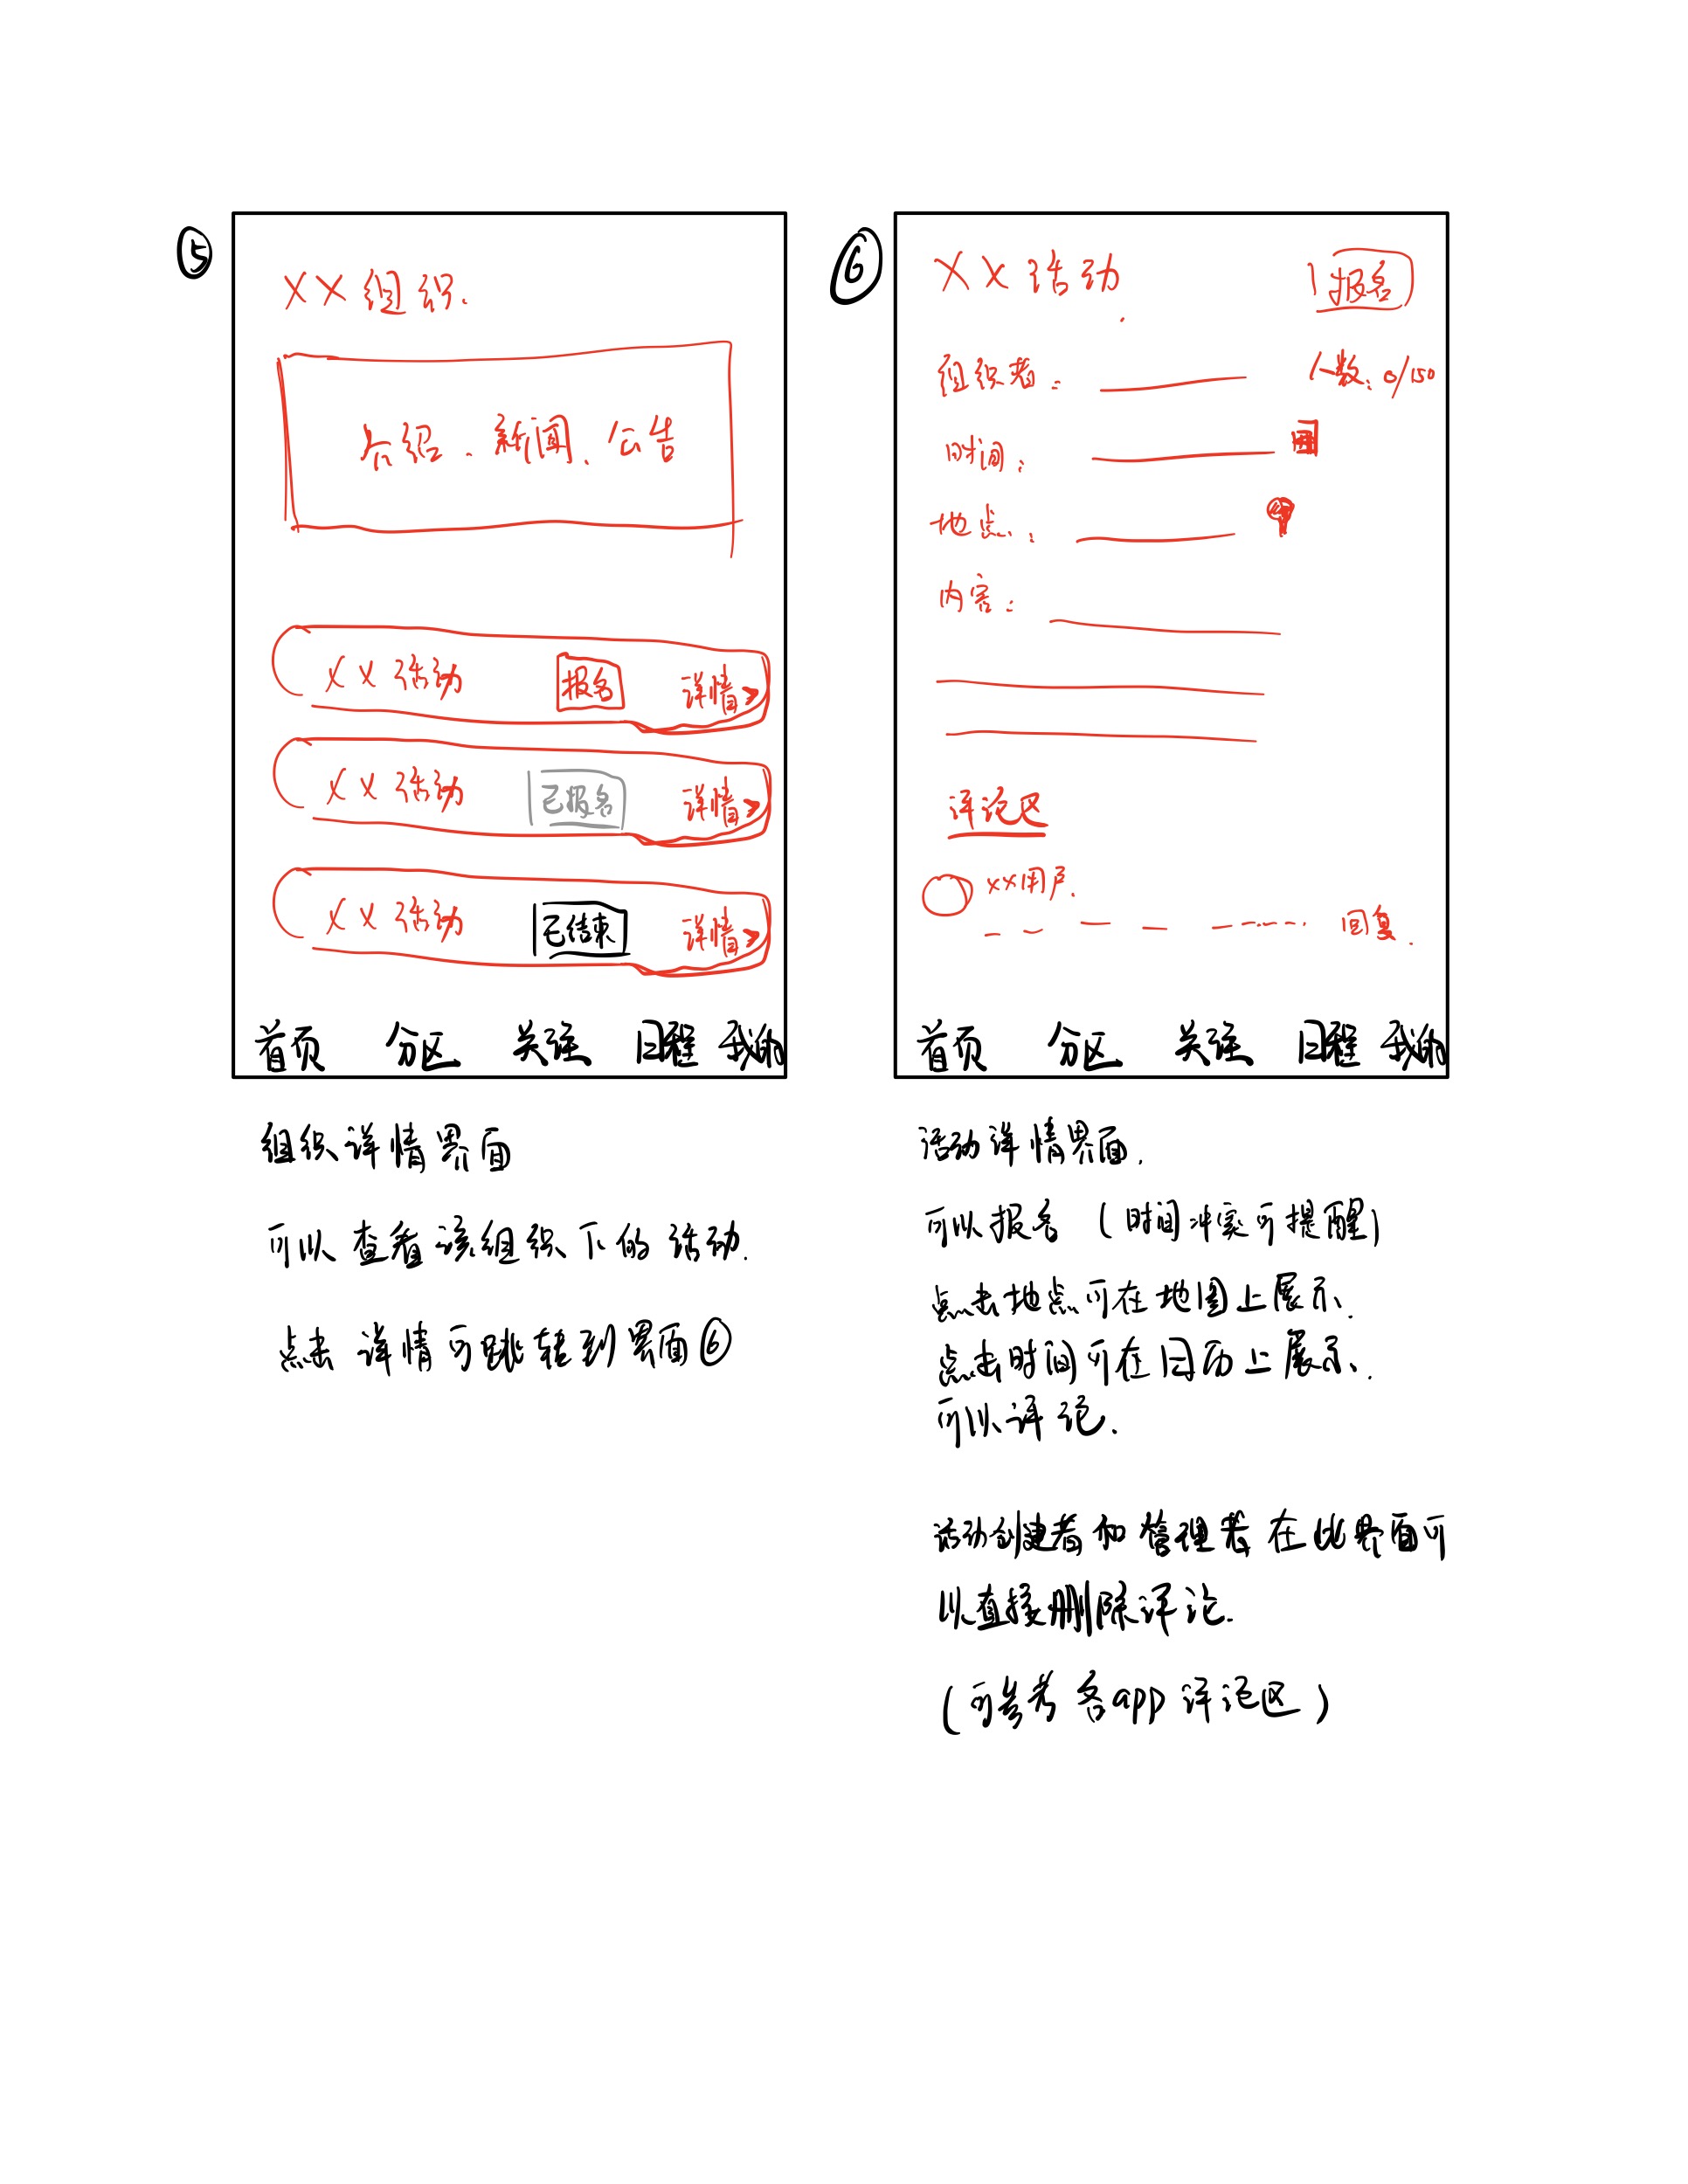 ⑤
XX组织.
介绍、新闻、公告
XX活动 报名 详情>
XX活动 已报名 详情>
XX活动 已结束 详情>
首页 分区 关注 日程 我的
组织详情界面
可以查看该组织下的活动.
点击详情可跳转到界面⑥
⑥
XX活动. 报名
组织者: 人数:0/150
时间:
地点:
内容:
评论区
XX用户.
回复.
首页 分区 关注 日程 我的
活动详情界面.
可以报名(时间冲突可提醒)
点击地点可在地图上展示.
点击时间可在日历上展示.
可以评论.
活动创建者和管理者在此界面可
以直接删除评论.
(可参考各app评论区)